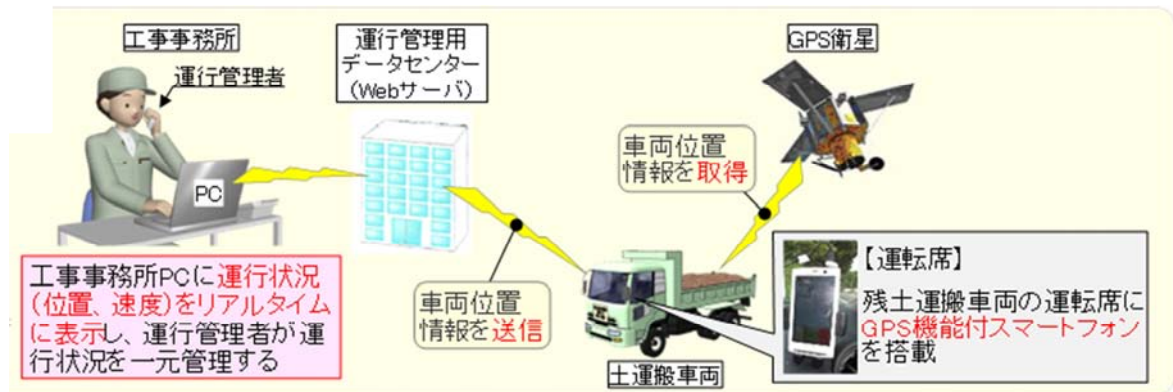 工事事務所
運行管理者
PC
工事事務所PCに運行状況
(位置、速度)をリアルタイム
に表示し、運行管理者が運
行状況を一元管理する
運行管理用
データセンター
(Webサーバ)
車両位置
情報を送信
GPS衛星
車両位置
情報を取得
土運搬車両
【運転席】
残土運搬車両の運転席に
GPS機能付スマートフォン
を搭載